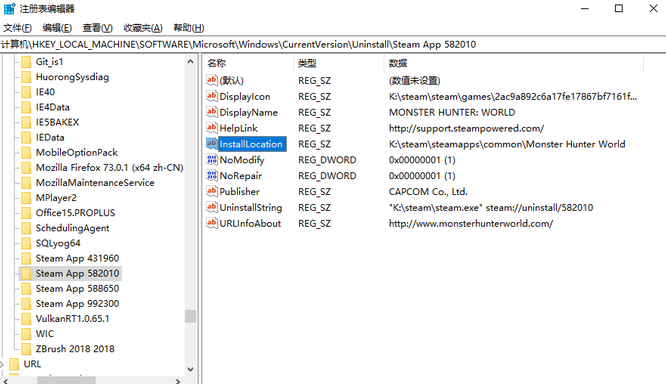 注册表编辑器
文件(F) 编辑(E) 查看(V) 收藏夹(A) 帮助(H)
计算机\HKEY_LOCAL_MACHINE\SOFTWARE\Microsoft\Windows\CurrentVersion\Uninstall\Steam App 582010
Git_is1
HuorongSysdiag
IE40
IE4Data
IE5BAKEX
IEData
MobileOptionPack
Mozilla Firefox 73.0.1 (x64 zh-CN)
MozillaMaintenanceService
MPlayer2
Office15.PROPLUS
SchedulingAgent
SQLyog64
Steam App 431960
Steam App 582010
Steam App 588650
Steam App 992300
VulkanRT1.0.65.1
WIC
ZBrush 2018 2018
URL
名称 类型 数据
(默认) REG_SZ (数值未设置)
DisplayIcon REG_SZ K:\steam\steam\games\2ac9a892c6a17fe17867bf7161f...
DisplayName REG_SZ MONSTER HUNTER: WORLD
HelpLink REG_SZ http://support.steampowered.com/
InstallLocation REG_SZ K:\steam\steamapps\common\Monster Hunter World
NoModify REG_DWORD 0x00000001 (1)
NoRepair REG_DWORD 0x00000001 (1)
Publisher REG_SZ CAPCOM Co., Ltd.
UninstallString REG_SZ "K:\steam\steam.exe" steam://uninstall/582010
URLInfoAbout REG_SZ http://www.monsterhunterworld.com/